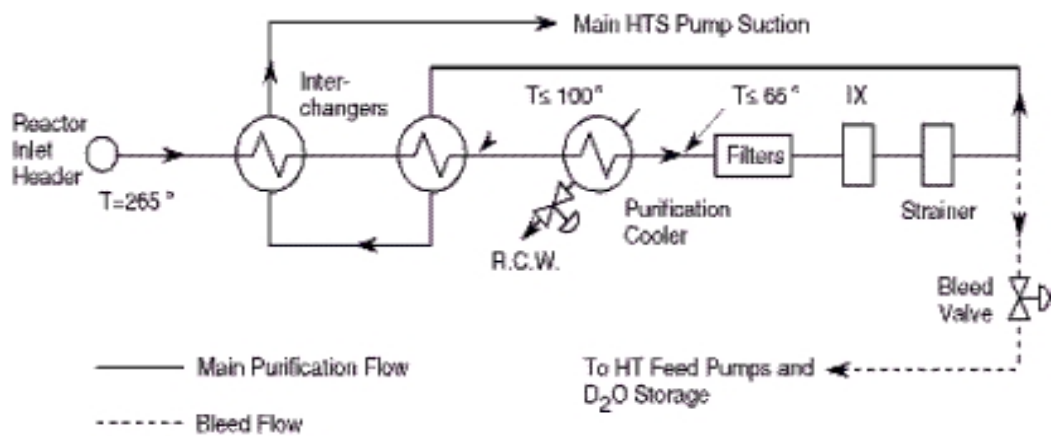 Main HTS Pump Suction
Inter-
changers
T≤ 100°
T≤ 66°
IX
Reactor
Inlet
Header
T=265 °
Filters
Purification
Cooler
Strainer
R.C.W.
Bleed
Valve
Main Purification Flow
To HT Feed Pumps and
D2O Storage
Bleed Flow